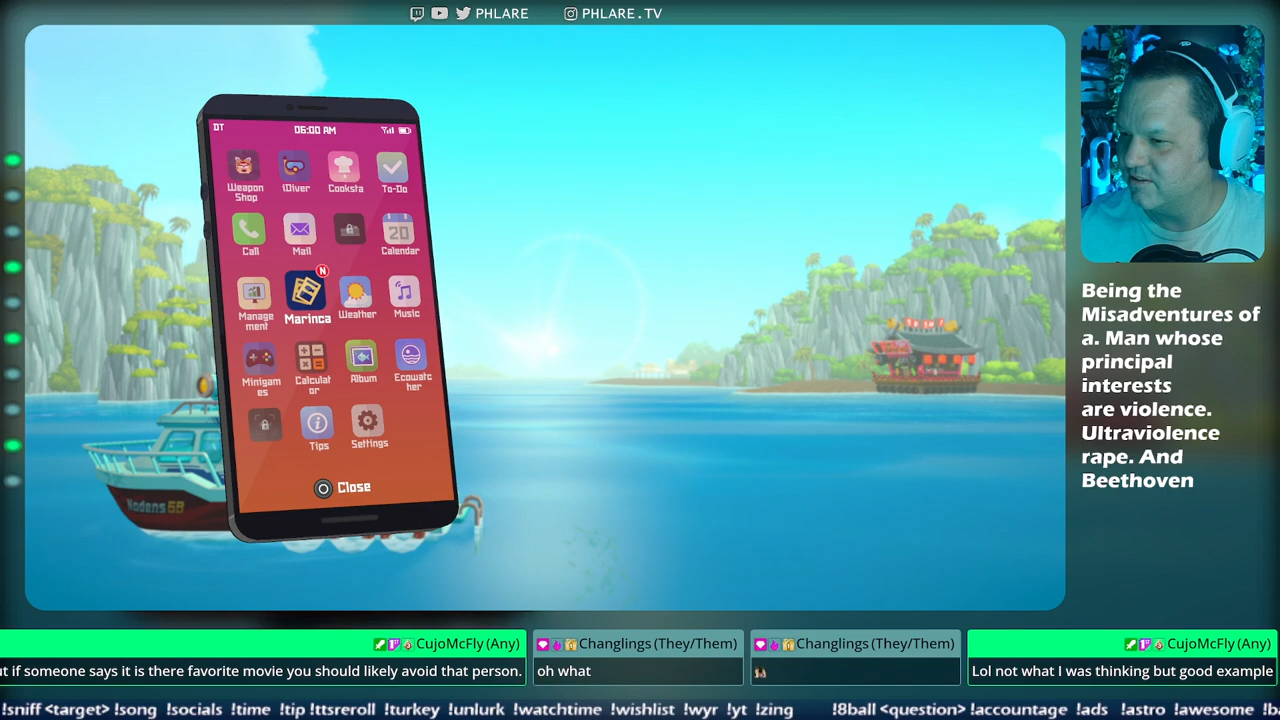 PHLARE
PHLARE.TV
DT
06:00 AM
Weapon
Shop
iDiver
Cooksta
To-Do
Call
Mail
20
Calendar
Manage
ment
N
Marinca
Weather
Music
Minigam
es
Calculat
or
Album
Ecowatc
her
Tips
Settings
Close
Nadens 68
Being the
Misadventures of
a. Man whose
principal
interests
are violence.
Ultraviolence
rape. And
Beethoven
CujoMcFly (Any)
t if someone says it is there favorite movie you should likely avoid that person.
Changlings (They/Them)
oh what
Changlings (They/Them)
CujoMcFly (Any)
Lol not what I was thinking but good example
!sniff <target> !song !socials !time !tip !ttsreroll !turkey !unlurk !watchtime !wishlist !wyr !yt !zing !8ball <question> !accountage !ads !astro !awesome !b